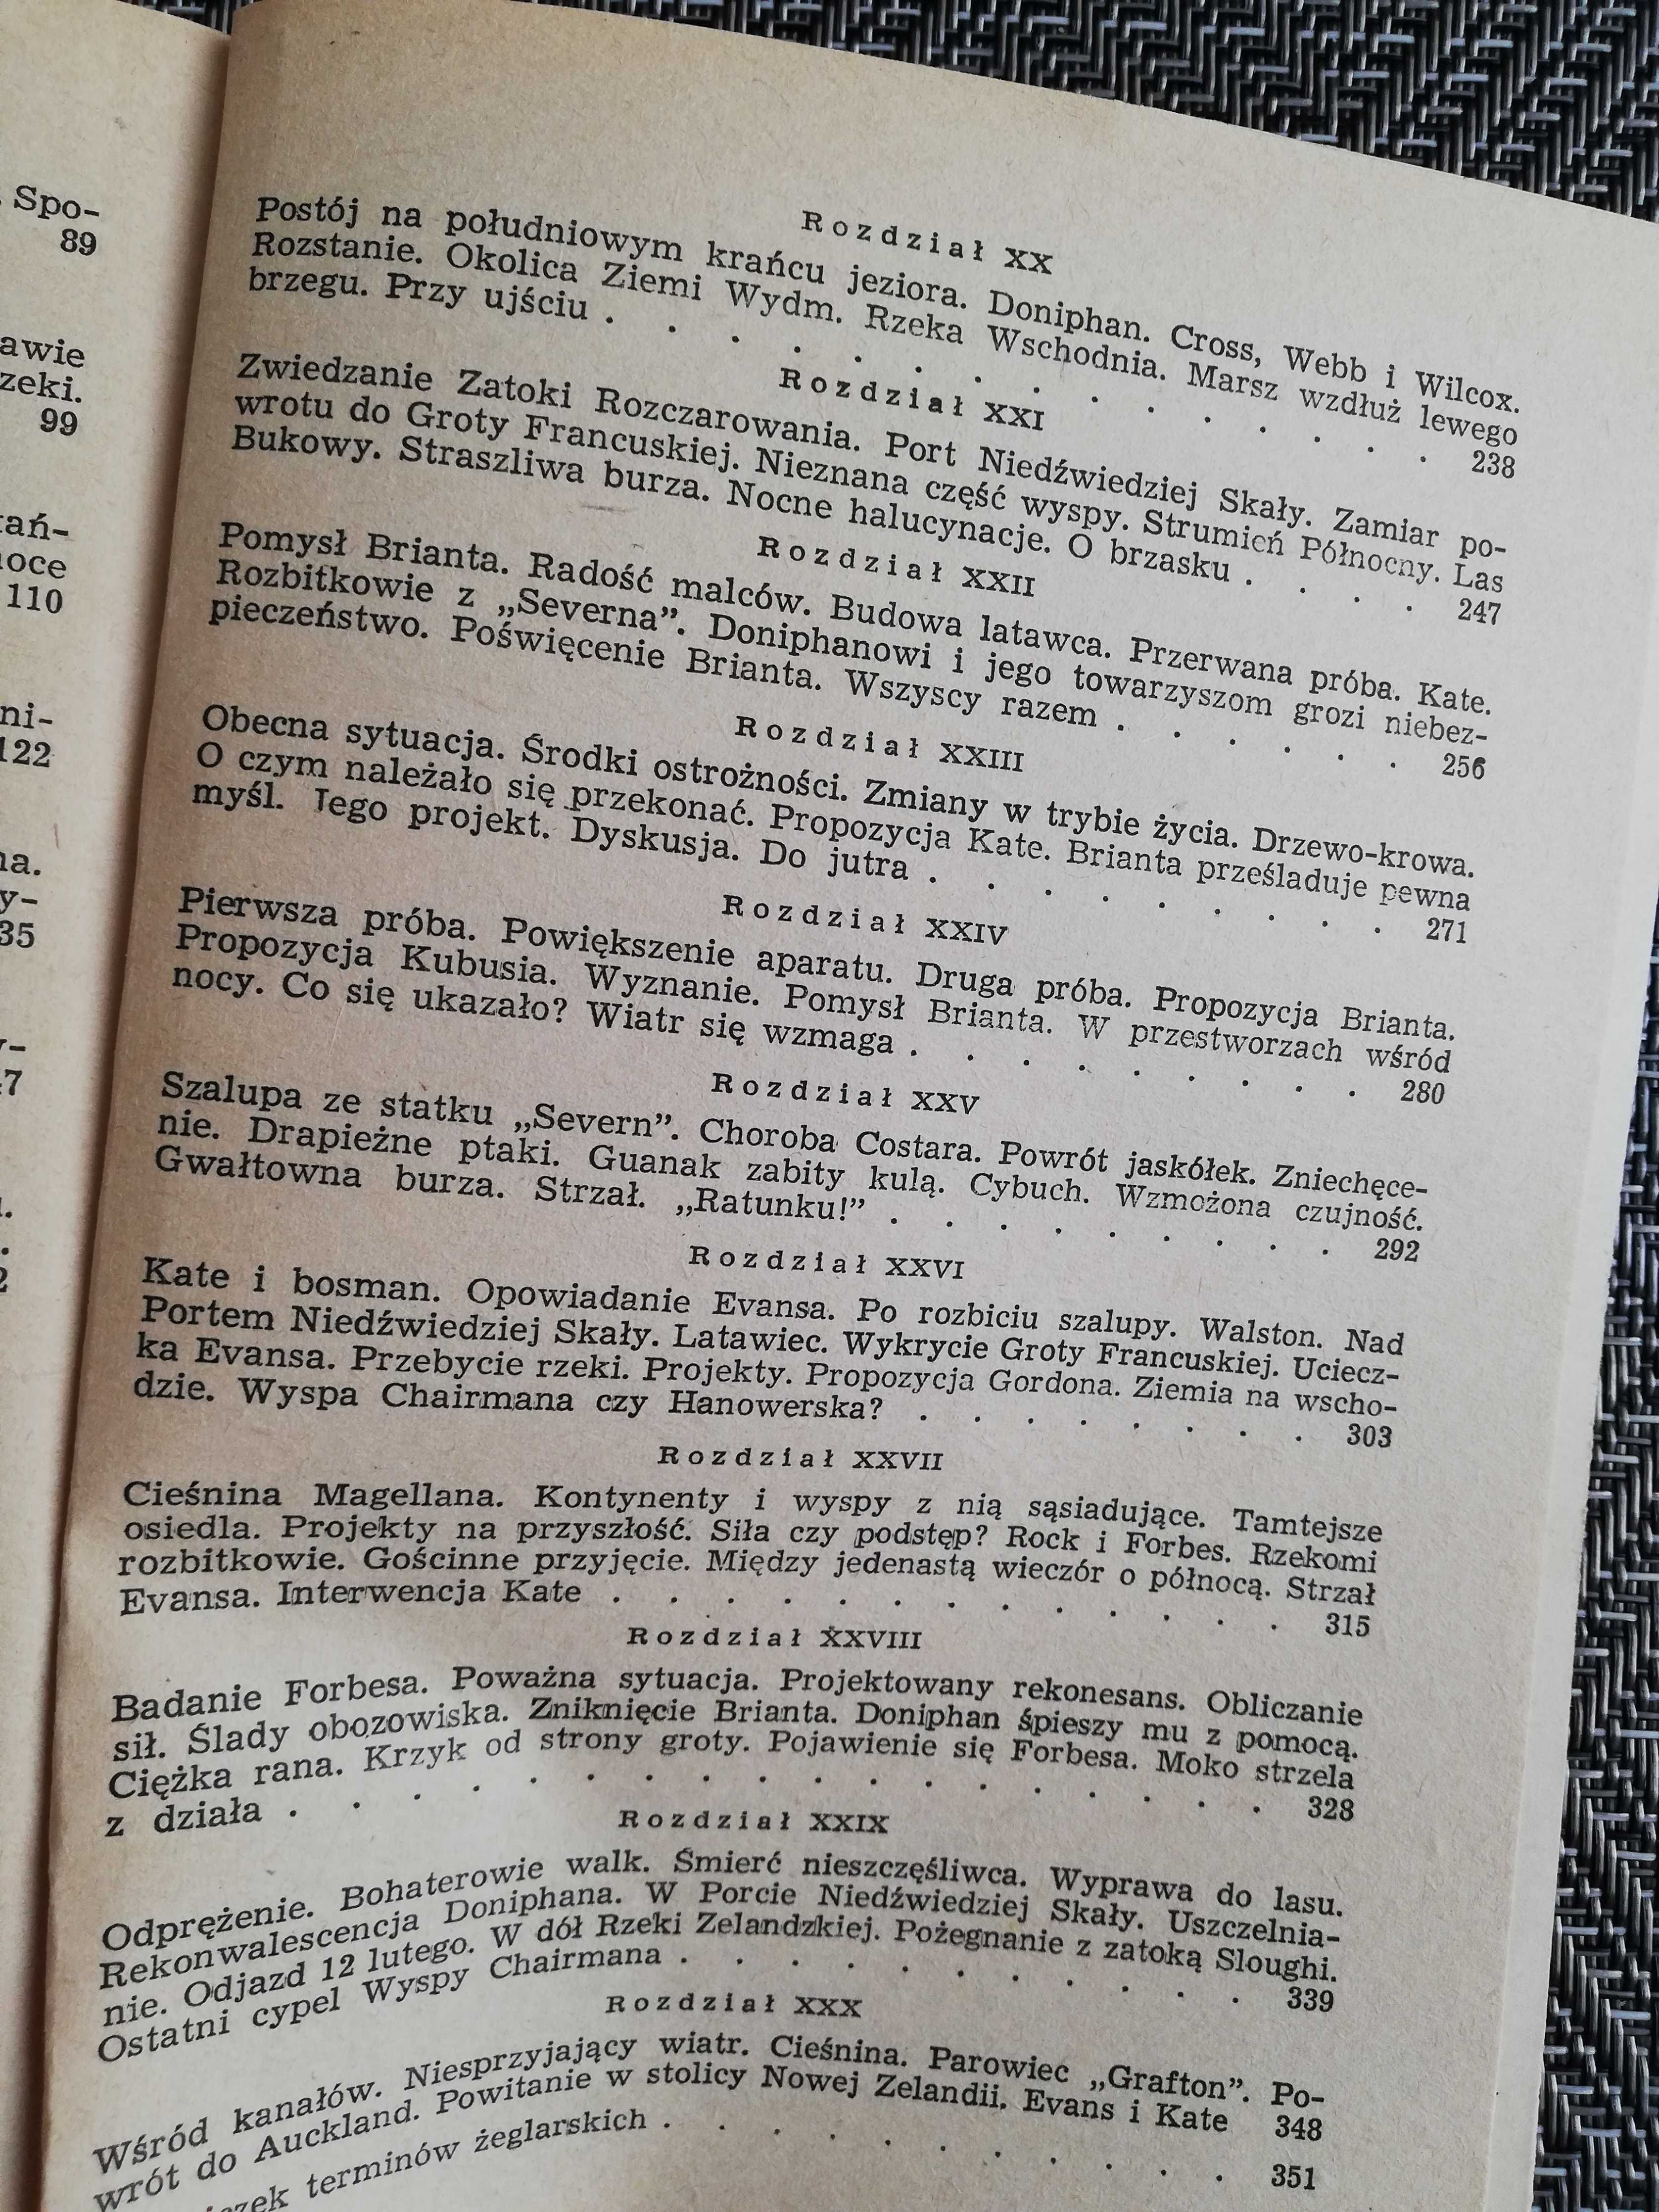 Spo-
89
awie
zeki.
99
oce
110
ni-
122
na.
y-
35
Rozdział XX
Postój na południowym krańcu jeziora. Doniphan. Cross, Webb i Wilcox.
Rozstanie. Okolica Ziemi Wydm. Rzeka Wschodnia. Marsz wzdłuż lewego
brzegu. Przy ujściu . . . . . . . . . . . . . . 238
Rozdział XXI
Zwiedzanie Zatoki Rozczarowania. Port Niedźwiedziej Skały. Zamiar po-
wrotu do Groty Francuskiej. Nieznana część wyspy. Strumień Północny. Las
Bukowy. Straszliwa burza. Nocne halucynacje. O brzasku . . . . 247
Rozdział XXII
Pomysł Brianta. Radość malców. Budowa latawca. Przerwana próba. Kate.
Rozbitkowie z „Severna”. Doniphanowi i jego towarzyszom grozi niebez-
pieczeństwo. Poświęcenie Brianta. Wszyscy razem . . . . . . 256
Rozdział XXIII
Obecna sytuacja. Środki ostrożności. Zmiany w trybie życia. Drzewo-krowa.
O czym należało się przekonać. Propozycja Kate. Brianta prześladuje pewna
myśl. Jego projekt. Dyskusja. Do jutra . . . . . . . . . 271
Rozdział XXIV
Pierwsza próba. Powiększenie aparatu. Druga próba. Propozycja Brianta.
Propozycja Kubusia. Wyznanie. Pomysł Brianta. W przestworzach wśród
nocy. Co się ukazało? Wiatr się wzmaga . . . . . . . . . 280
Rozdział XXV
Szalupa ze statku „Severn”. Choroba Costara. Powrót jaskółek. Zniechęce-
nie. Drapieżne ptaki. Guanak zabity kulą. Cybuch. Wzmożona czujność.
Gwałtowna burza. Strzał. „Ratunku!” . . . . . . . . . 292
Rozdział XXVI
Kate i bosman. Opowiadanie Evansa. Po rozbiciu szalupy. Walston. Nad
Portem Niedźwiedziej Skały. Latawiec. Wykrycie Groty Francuskiej. Uciecz-
ka Evansa. Przebycie rzeki. Projekty. Propozycja Gordona. Ziemia na wscho-
dzie. Wyspa Chairmana czy Hanowerska? . . . . . . . . 303
Rozdział XXVII
Cieśnina Magellana. Kontynenty i wyspy z nią sąsiadujące. Tamtejsze
osiedla. Projekty na przyszłość. Siła czy podstęp? Rock i Forbes. Rzekomi
rozbitkowie. Gościnne przyjęcie. Między jedenastą wieczór o północą. Strzał
Evansa. Interwencja Kate . . . . . . . . . . . . . 315
Rozdział XXVIII
Badanie Forbesa. Poważna sytuacja. Projektowany rekonesans. Obliczanie
sił. Ślady obozowiska. Zniknięcie Brianta. Doniphan śpieszy mu z pomocą.
Ciężka rana. Krzyk od strony groty. Pojawienie się Forbesa. Moko strzela
z działa . . . . . . . . . . . . . . . . . . 328
Rozdział XXIX
Odprężenie. Bohaterowie walk. Śmierć nieszczęśliwca. Wyprawa do lasu.
Rekonwalescencja Doniphana. W Porcie Niedźwiedziej Skały. Uszczelnia-
nie. Odjazd 12 lutego. W dół Rzeki Zelandzkiej. Pożegnanie z zatoką Sloughi.
Ostatni cypel Wyspy Chairmana . . . . . . . . . . . 339
Rozdział XXX
Wśród kanałów. Niesprzyjający wiatr. Cieśnina. Parowiec „Grafton”. Po-
wrót do Auckland. Powitanie w stolicy Nowej Zelandii. Evans i Kate 348
terminów żeglarskich . . . . . . . . . . . 351